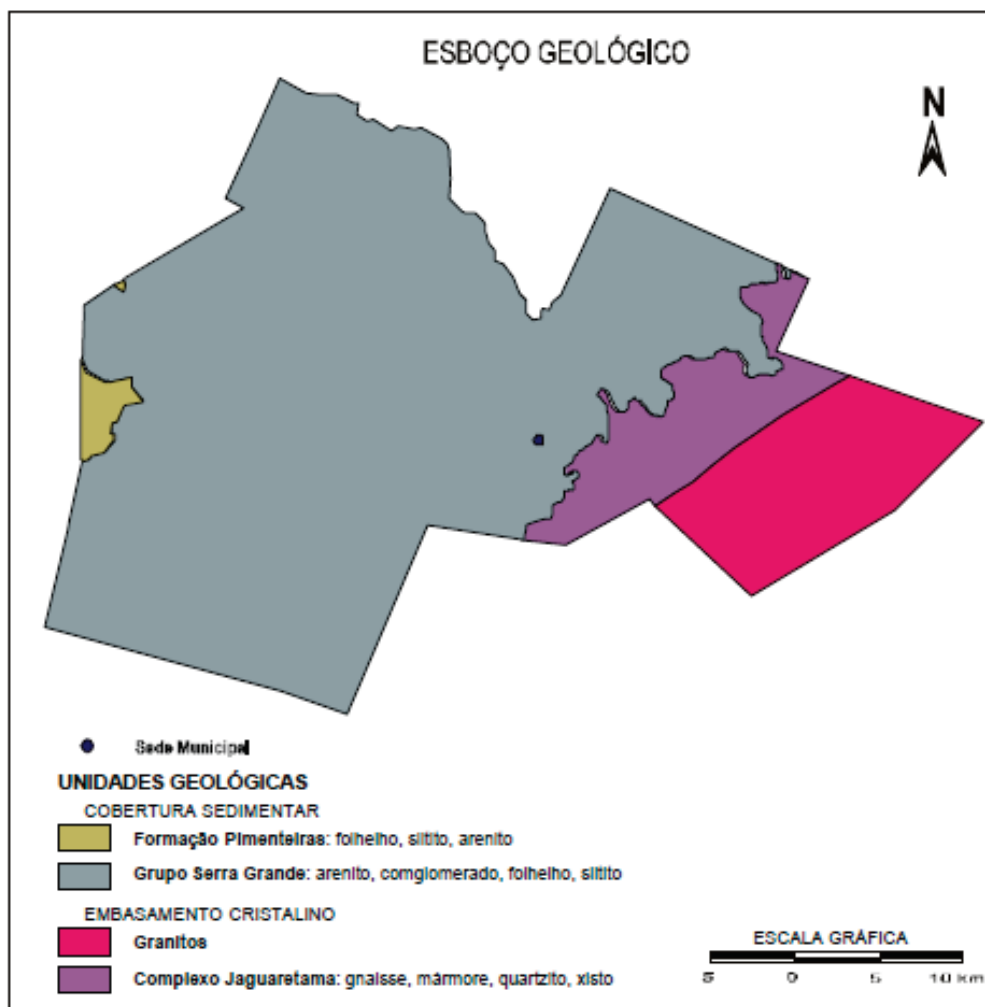 ESBOÇO GEOLÓGICO
N
Sede Municipal
UNIDADES GEOLÓGICAS
COBERTURA SEDIMENTAR
Formação Pimenteiras: folhelho, siltito, arenito
Grupo Serra Grande: arenito, comglomerado, folhelho, siltito
EMBASAMENTO CRISTALINO
Granitos
Complexo Jaguaretama: gnaisse, mármore, quartzito, xisto
ESCALA GRÁFICA
5 0 5 10 km